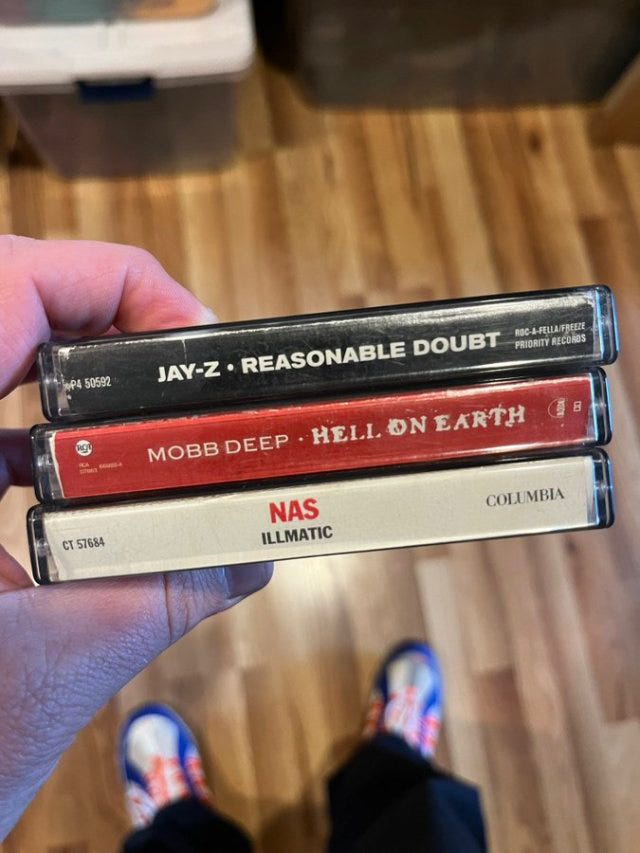 P4 50592
JAY-Z • REASONABLE DOUBT
ROC-A-FELLA/FREEZE
PRIORITY RECORDS
RCA
MOBB DEEP · HELL ON EARTH
CT 57684
NAS
ILLMATIC
COLUMBIA